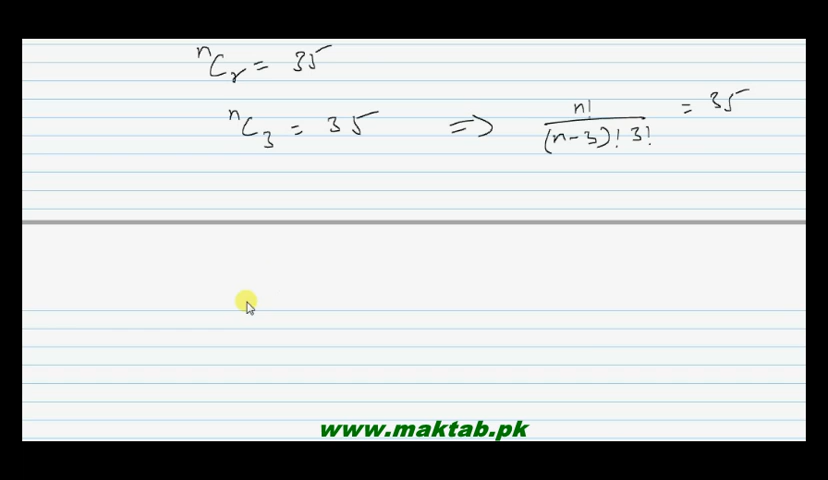 ⁿCᵣ = 35
ⁿC₃ = 35 => n!/((n-3)! 3!) = 35
www.maktab.pk